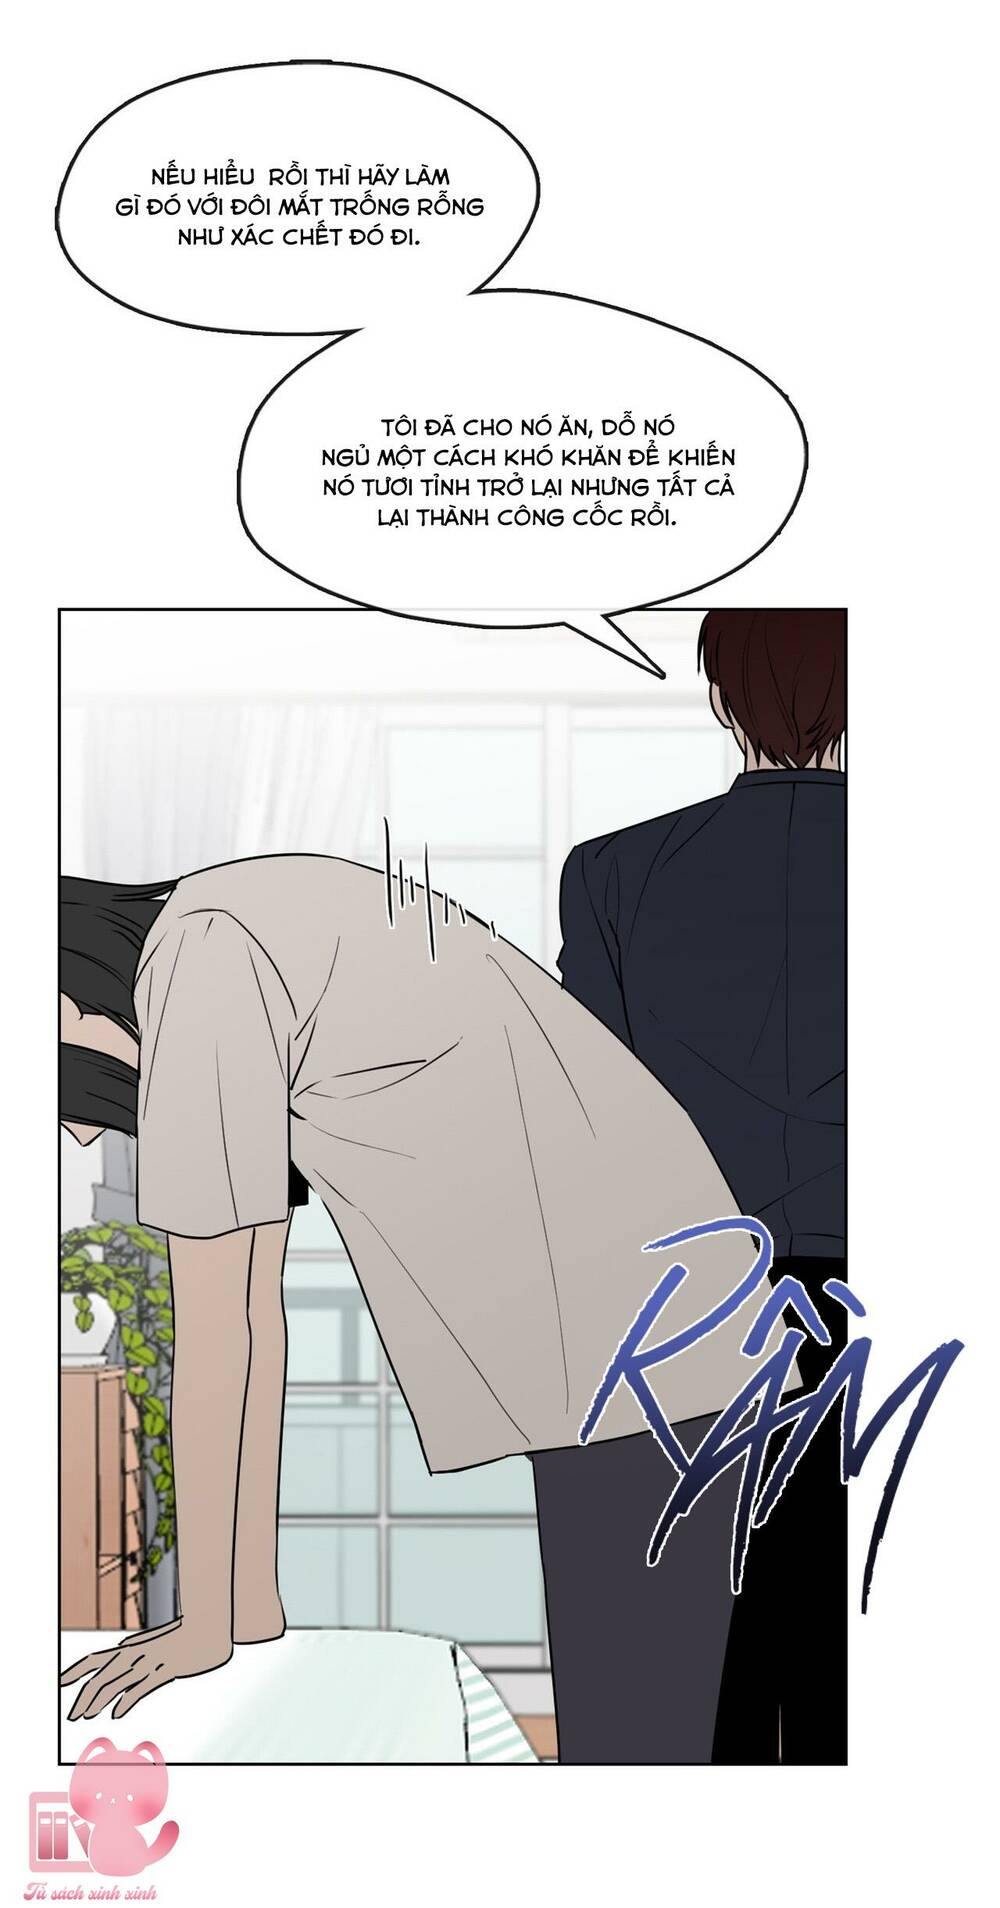 NẾU HIỂU RỒI THÌ HÃY LÀM
GÌ ĐÓ VỚI ĐÔI MẮT TRỐNG RỖNG
NHƯ XÁC CHẾT ĐÓ ĐI.
TÔI ĐÃ CHO NÓ ĂN, DỖ NÓ
NGỦ MỘT CÁCH KHÓ KHĂN ĐỂ KHIẾN
NÓ TƯƠI TỈNH TRỞ LẠI NHƯNG TẤT CẢ
LẠI THÀNH CÔNG CỐC RỒI.
RẦM
Tủ sách xinh xinh